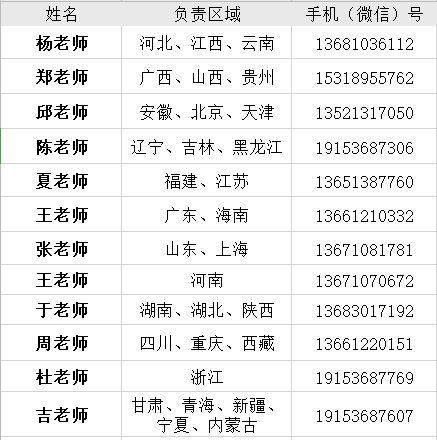 姓名 负责区域 手机（微信）号
杨老师 河北、江西、云南 13681036112
郑老师 广西、山西、贵州 15318955762
邱老师 安徽、北京、天津 13521317050
陈老师 辽宁、吉林、黑龙江 19153687306
夏老师 福建、江苏 13651387760
王老师 广东、海南 13661210332
张老师 山东、上海 13671081781
王老师 河南 13671070672
于老师 湖南、湖北、陕西 13683017192
周老师 四川、重庆、西藏 13661220151
杜老师 浙江 19153687769
吉老师 甘肃、青海、新疆、 19153687607
宁夏、内蒙古